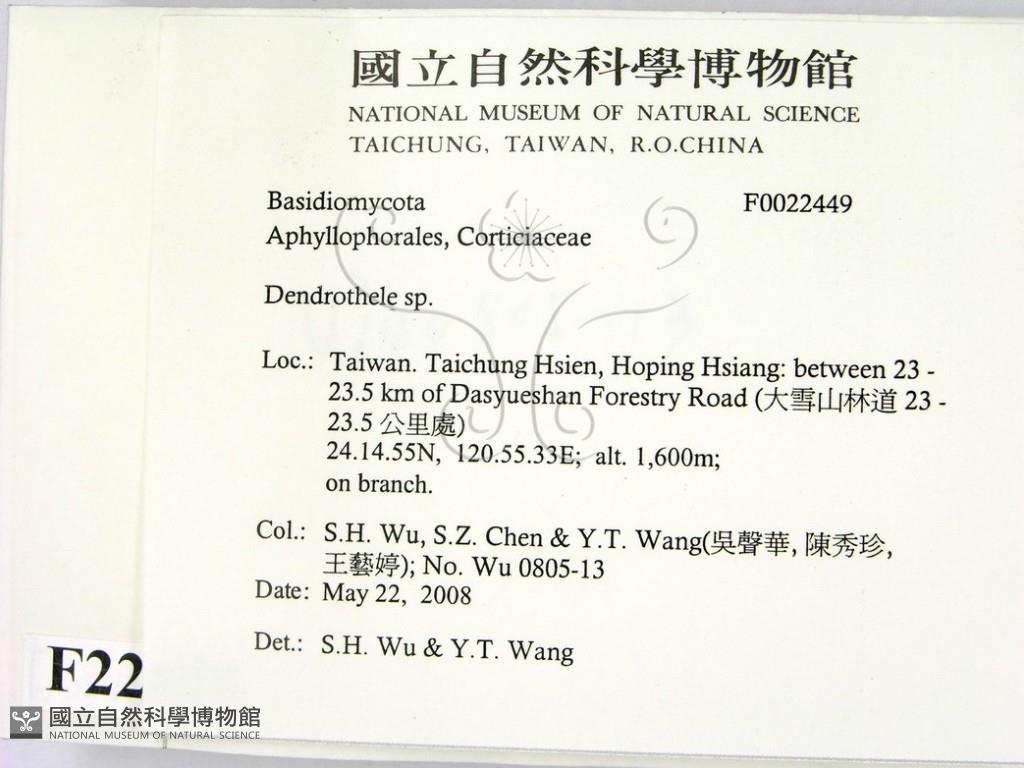 國立自然科學博物館
NATIONAL MUSEUM OF NATURAL SCIENCE
TAICHUNG, TAIWAN, R.O.CHINA
Basidiomycota F0022449
Aphyllophorales, Corticiaceae
Dendrothele sp.
Loc.: Taiwan. Taichung Hsien, Hoping Hsiang: between 23 -
23.5 km of Dasyueshan Forestry Road (大雪山林道 23 -
23.5 公里處)
24.14.55N, 120.55.33E; alt. 1,600m;
on branch.
Col.: S.H. Wu, S.Z. Chen & Y.T. Wang(吳聲華, 陳秀珍,
王藝婷); No. Wu 0805-13
Date: May 22, 2008
Det.: S.H. Wu & Y.T. Wang
F22
國立自然科學博物館
NATIONAL MUSEUM OF NATURAL SCIENCE